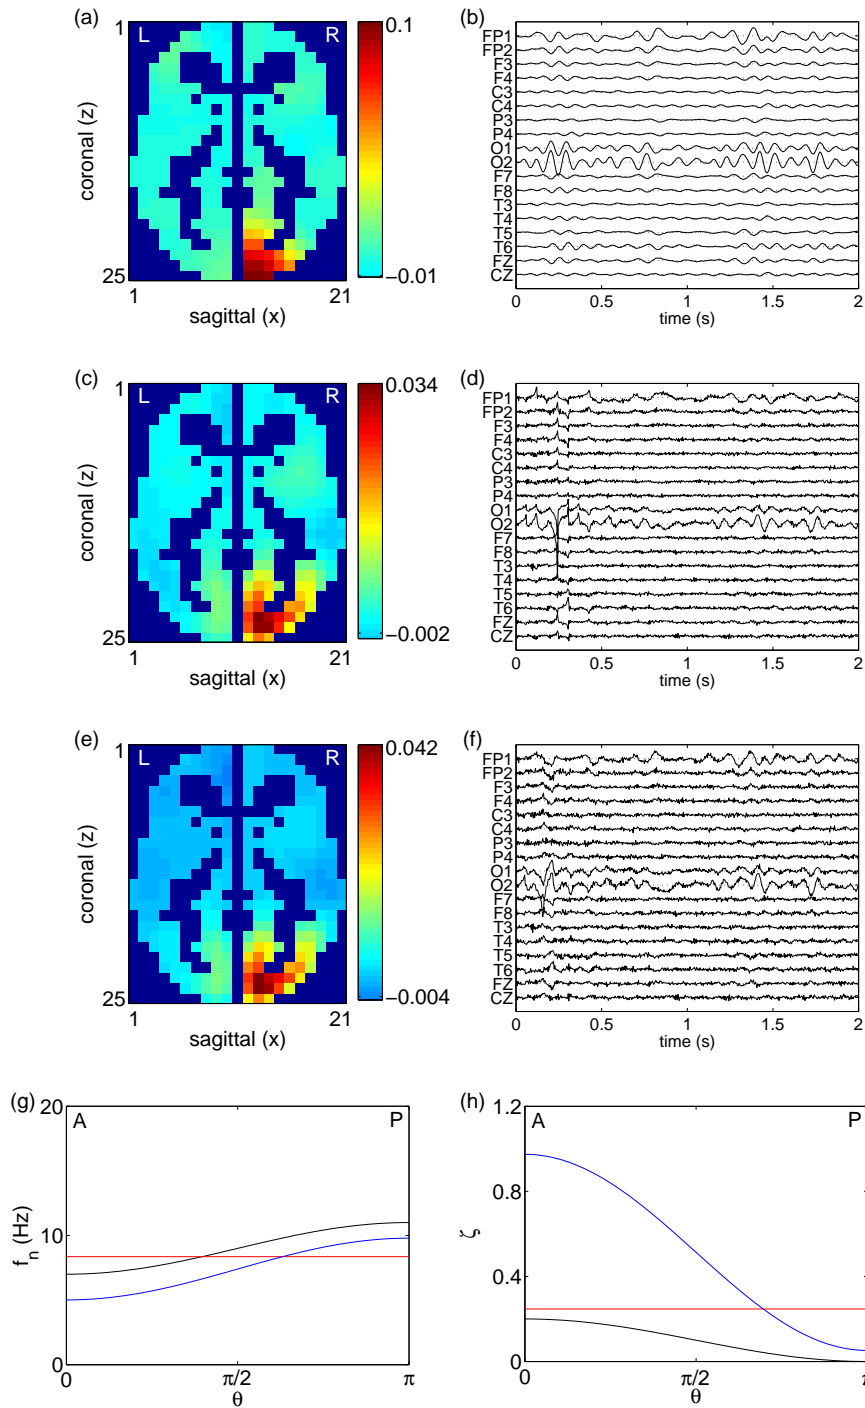 (a)
1
L
R
0.1
coronal (z)
25
−0.01
1
21
sagittal (x)
(b)
FP1
FP2
F3
F4
C3
C4
P3
P4
O1
O2
F7
F8
T3
T4
T5
T6
FZ
CZ
0
0.5
1
1.5
2
time (s)
(c)
1
L
R
0.034
coronal (z)
25
−0.002
1
21
sagittal (x)
(d)
FP1
FP2
F3
F4
C3
C4
P3
P4
O1
O2
F7
F8
T3
T4
T5
T6
FZ
CZ
0
0.5
1
1.5
2
time (s)
(e)
1
L
R
0.042
coronal (z)
25
−0.004
1
21
sagittal (x)
(f)
FP1
FP2
F3
F4
C3
C4
P3
P4
O1
O2
F7
F8
T3
T4
T5
T6
FZ
CZ
0
0.5
1
1.5
2
time (s)
(g)
20
A
P
10
f_n (Hz)
0
0
π/2
π
θ
(h)
1.2
A
P
0.8
ζ
0.4
0
0
π/2
π
θ